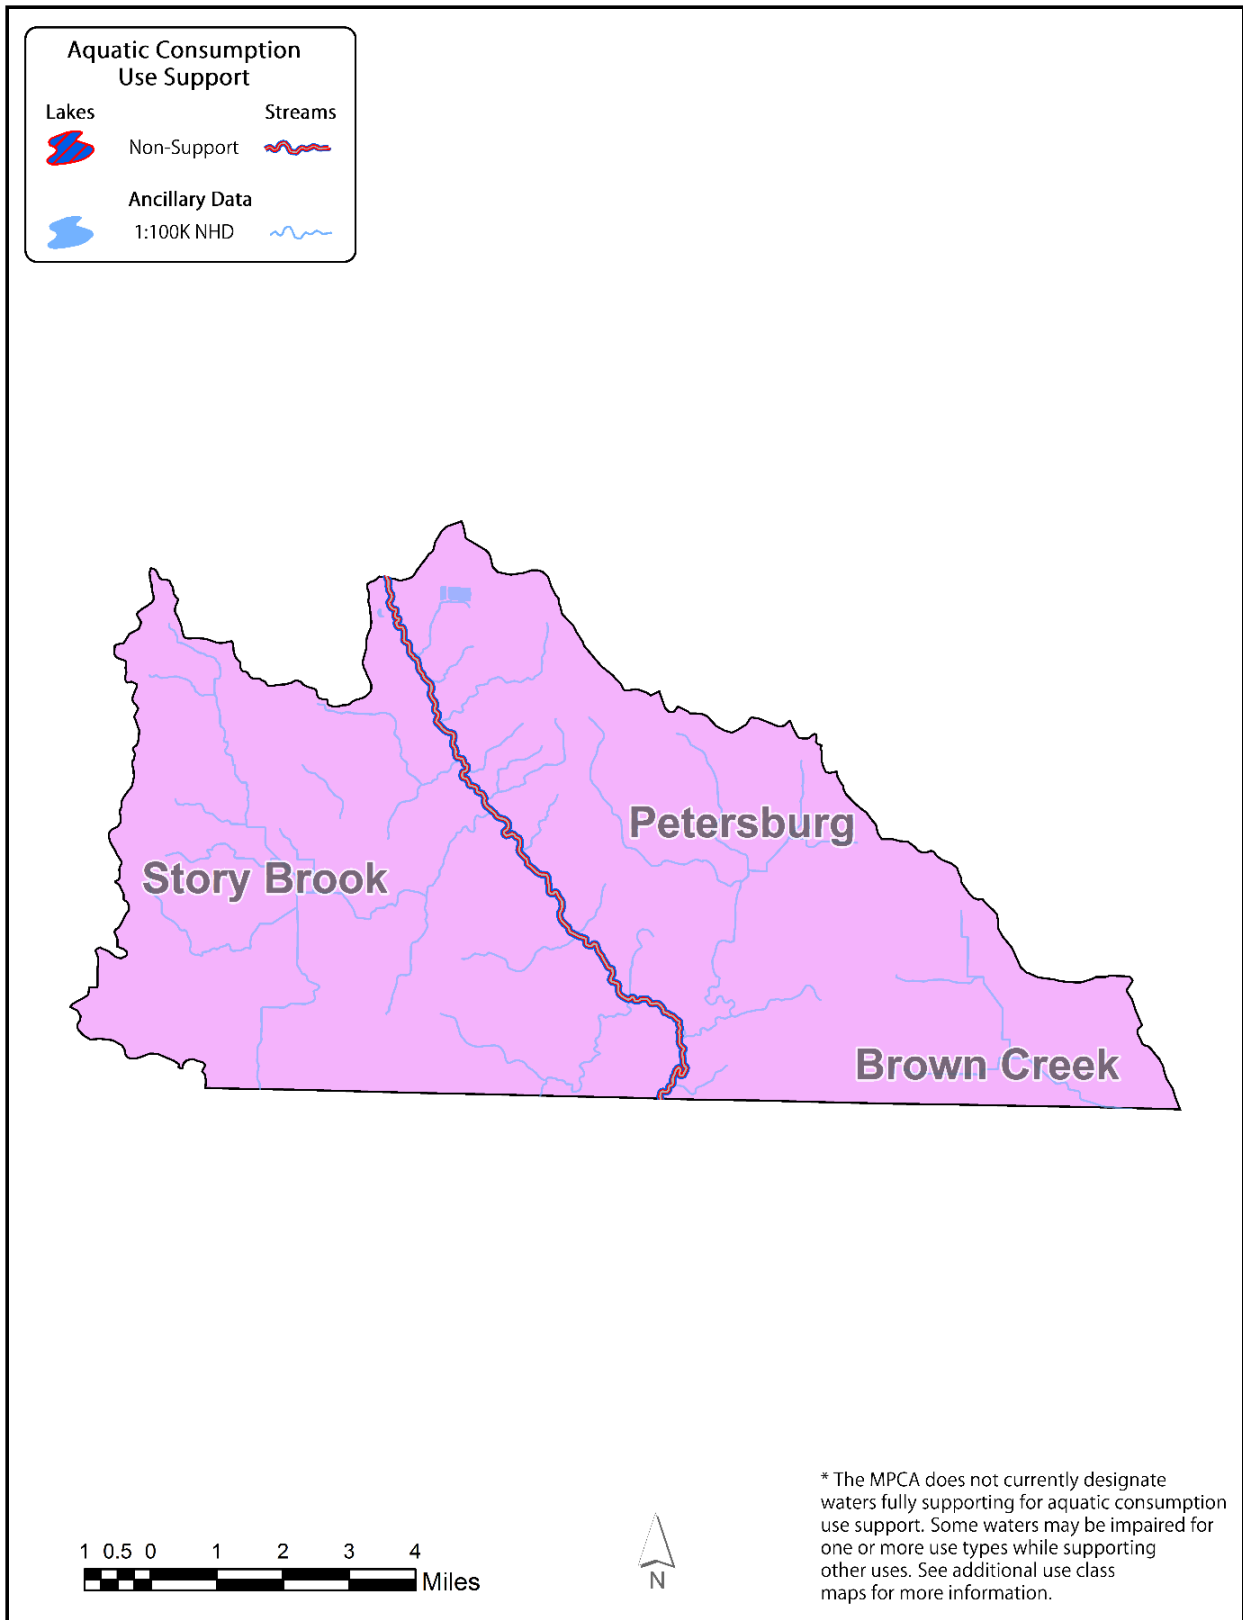 Aquatic Consumption
Use Support
Lakes Streams
Non-Support
Ancillary Data
1:100K NHD
Petersburg
Story Brook
Brown Creek
* The MPCA does not currently designate
waters fully supporting for aquatic consumption
use support. Some waters may be impaired for
one or more use types while supporting
other uses. See additional use class
maps for more information.
1 0.5 0 1 2 3 4
Miles
N